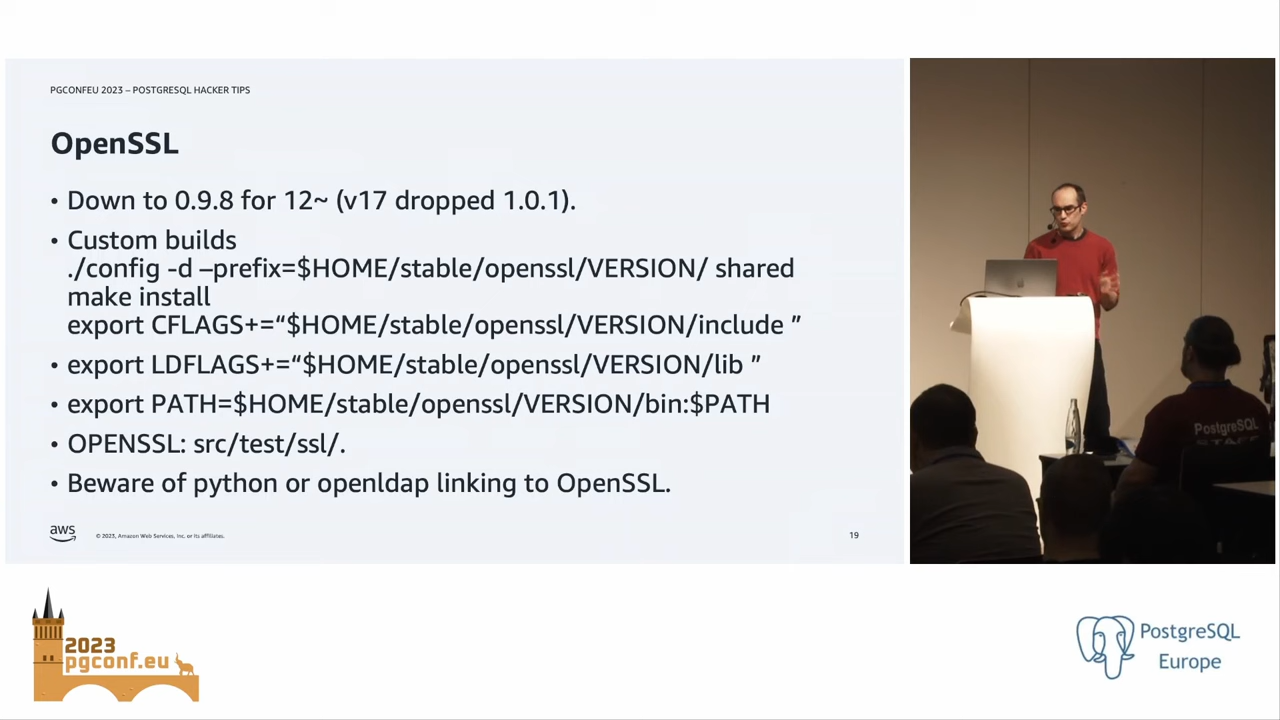 PGCONFEU 2023 – POSTGRESQL HACKER TIPS
OpenSSL
• Down to 0.9.8 for 12~ (v17 dropped 1.0.1).
• Custom builds
./config -d –prefix=$HOME/stable/openssl/VERSION/ shared
make install
export CFLAGS+=“$HOME/stable/openssl/VERSION/include ”
• export LDFLAGS+=“$HOME/stable/openssl/VERSION/lib ”
• export PATH=$HOME/stable/openssl/VERSION/bin:$PATH
• OPENSSL: src/test/ssl/.
• Beware of python or openldap linking to OpenSSL.
aws
© 2023, Amazon Web Services, Inc. or its affiliates.
19
PostgreSQL
STAFF
2023
pgconf.eu
PostgreSQL
Europe